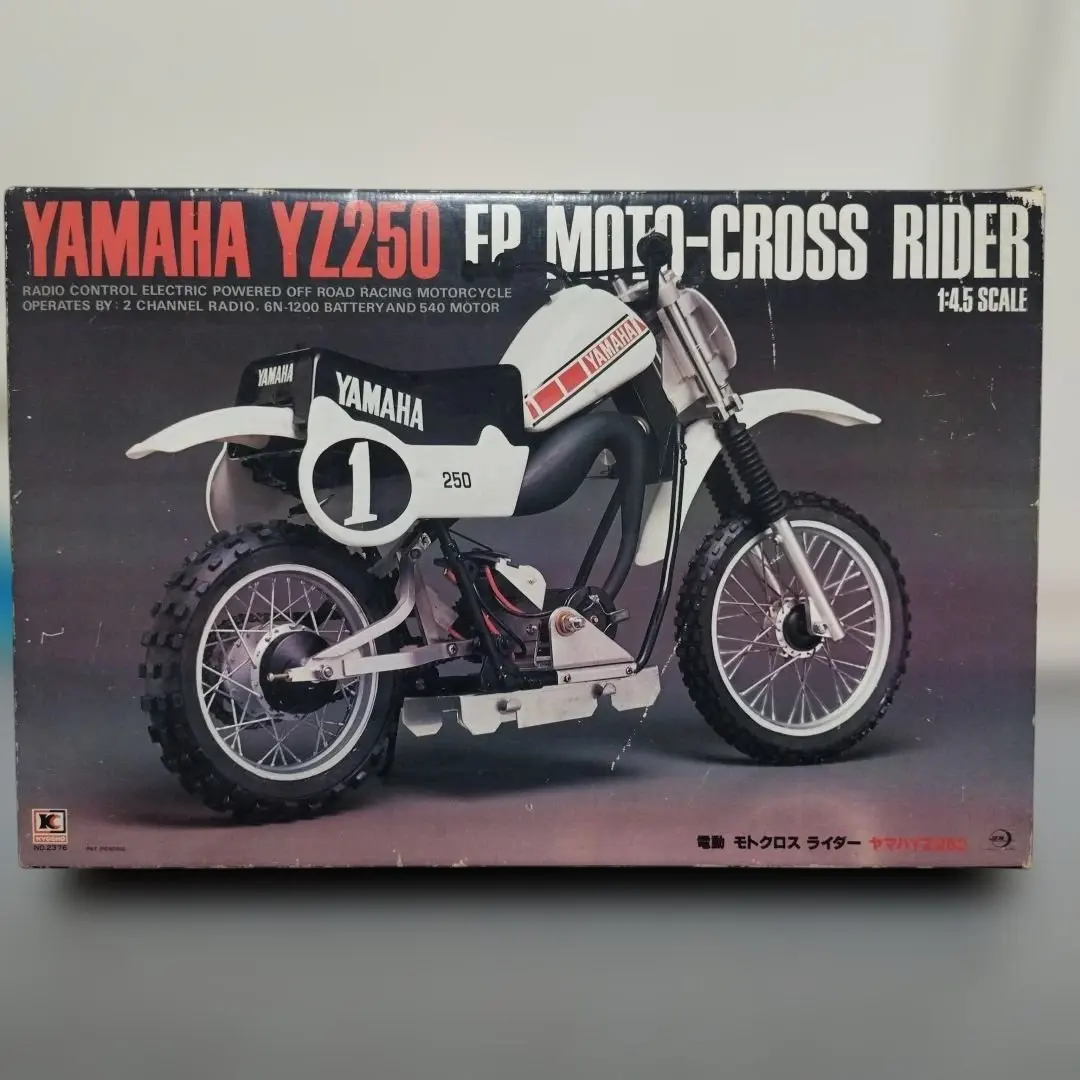 YAMAHA YZ250 EP MOTO-CROSS RIDER
RADIO CONTROL ELECTRIC POWERED OFF ROAD RACING MOTORCYCLE
OPERATES BY: 2 CHANNEL RADIO. 6N-1200 BATTERY AND 540 MOTOR
1:4.5 SCALE
YAMAHA
YAMAHA
YAMAHA
1
250
K
KYOSHO
NO.2376
PAT. PENDING
電動 モトクロス ライダー ヤマハYZ250